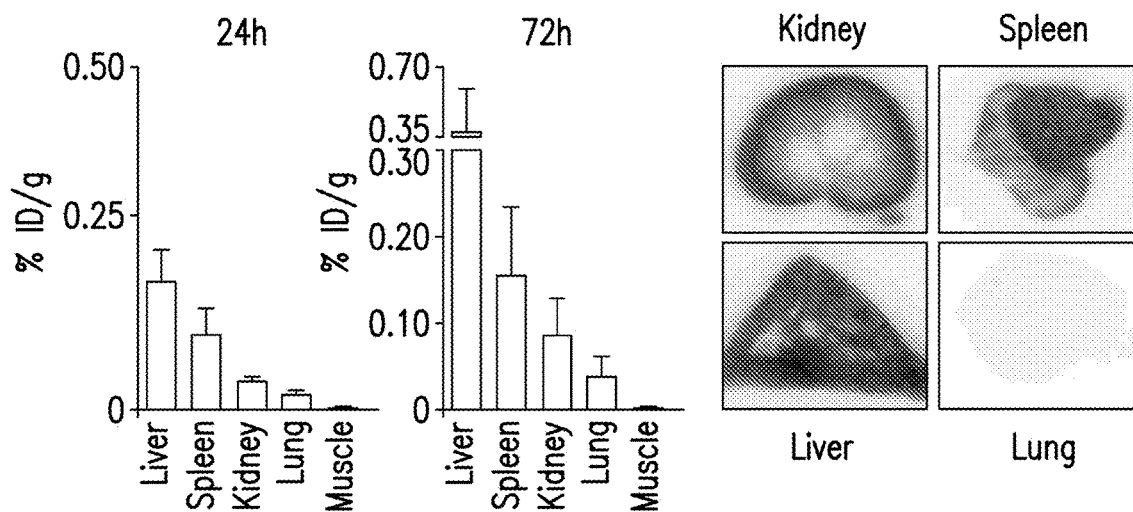 24h
% ID/g
0.50
0.25
0
Liver
Spleen
Kidney
Lung
Muscle
72h
% ID/g
0.70
0.35
0.30
0.20
0.10
0
Liver
Spleen
Kidney
Lung
Muscle
Kidney
Spleen
Liver
Lung